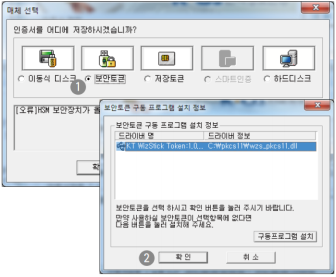 매체 선택
인증서를 어디에 저장하시겠습니까?
이동식 디스크 보안토큰 저장토큰 스마트인증 하드디스크
1
[오류]HSM 보안장치가
보안토큰 구동 프로그램 설치 정보
보안토큰 구동 프로그램 설치 정보
드라이버 명 드라이버 정보
KT WizStick Token:1.0,... C:₩pkcs11₩wzs_pkcs11.dll
보안토큰을 선택 하시고 확인 버튼을 눌러 주시기 바랍니다.
만약 사용하실 보안토큰이 선택항목에 없다면
다음 버튼을 눌러 설치해 주세요.
구동프로그램 설치
2 확 인 취 소